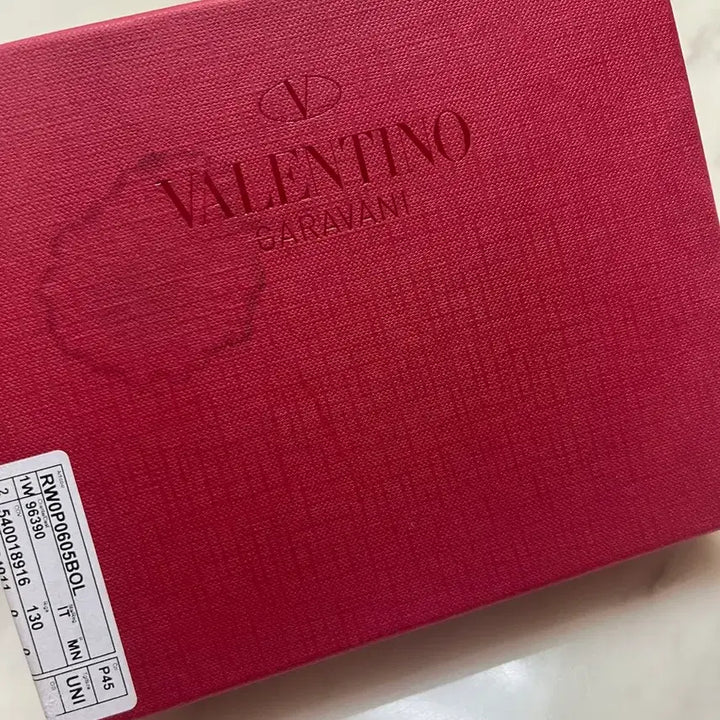 V
VALENTINO
GARAVANI
RW0P0605BOL IT MN P45
1W 96390 130 UNI
2 540018916